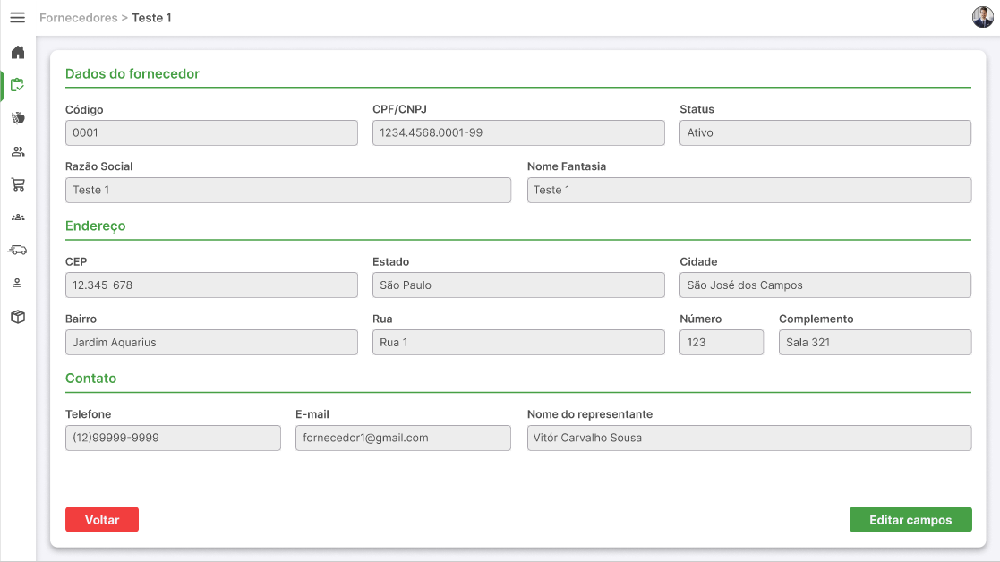 Fornecedores > Teste 1
Dados do fornecedor
Código CPF/CNPJ Status
0001 1234.4568.0001-99 Ativo
Razão Social Nome Fantasia
Teste 1 Teste 1
Endereço
CEP Estado Cidade
12.345-678 São Paulo São José dos Campos
Bairro Rua Número Complemento
Jardim Aquarius Rua 1 123 Sala 321
Contato
Telefone E-mail Nome do representante
(12)99999-9999 fornecedor1@gmail.com Vitór Carvalho Sousa
Voltar Editar campos